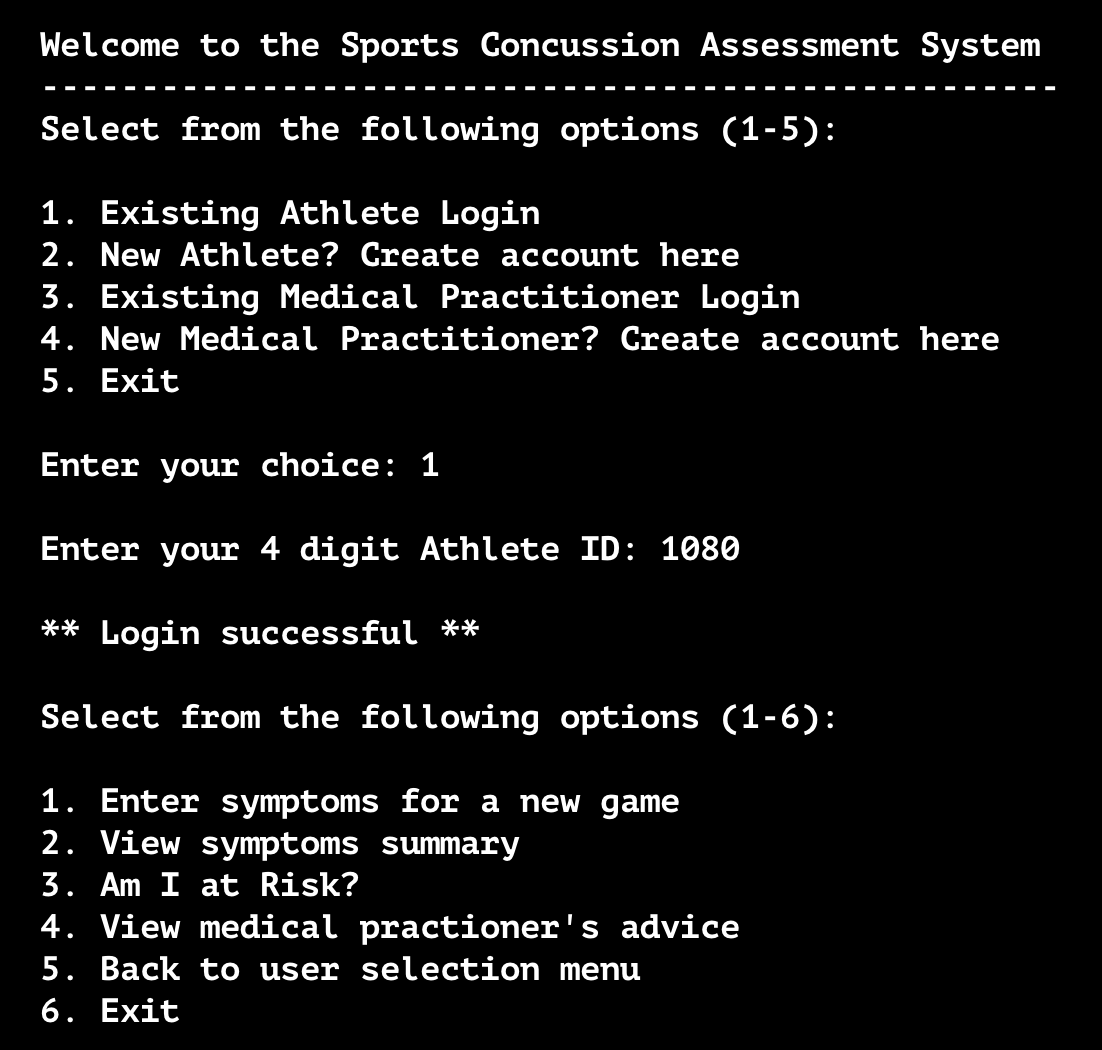 Welcome to the Sports Concussion Assessment System
---------------------------------------------------
Select from the following options (1-5):
1. Existing Athlete Login
2. New Athlete? Create account here
3. Existing Medical Practitioner Login
4. New Medical Practitioner? Create account here
5. Exit
Enter your choice: 1
Enter your 4 digit Athlete ID: 1080
** Login successful **
Select from the following options (1-6):
1. Enter symptoms for a new game
2. View symptoms summary
3. Am I at Risk?
4. View medical practioner's advice
5. Back to user selection menu
6. Exit